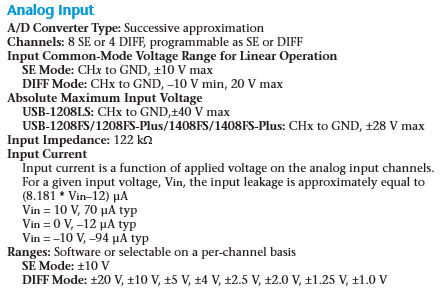 Analog Input
A/D Converter Type: Successive approximation
Channels: 8 SE or 4 DIFF, programmable as SE or DIFF
Input Common-Mode Voltage Range for Linear Operation
SE Mode: CHx to GND, ±10 V max
DIFF Mode: CHx to GND, –10 V min, 20 V max
Absolute Maximum Input Voltage
USB-1208LS: CHx to GND,±40 V max
USB-1208FS/1208FS-Plus/1408FS/1408FS-Plus: CHx to GND, ±28 V max
Input Impedance: 122 kΩ
Input Current
Input current is a function of applied voltage on the analog input channels.
For a given input voltage, Vin, the input leakage is approximately equal to
(8.181 * Vin–12) µA
Vin = 10 V, 70 µA typ
Vin = 0 V, –12 µA typ
Vin = –10 V, –94 µA typ
Ranges: Software or selectable on a per-channel basis
SE Mode: ±10 V
DIFF Mode: ±20 V, ±10 V, ±5 V, ±4 V, ±2.5 V, ±2.0 V, ±1.25 V, ±1.0 V